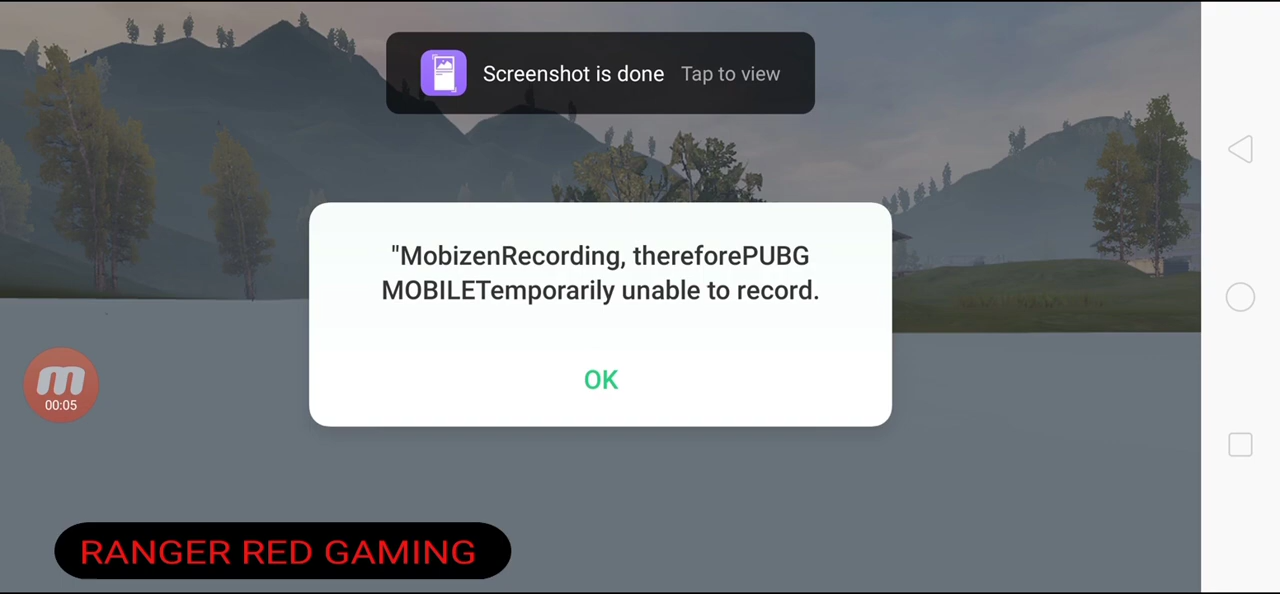 Screenshot is done Tap to view
"MobizenRecording, thereforePUBG
MOBILETemporarily unable to record.
OK
m
00:05
RANGER RED GAMING